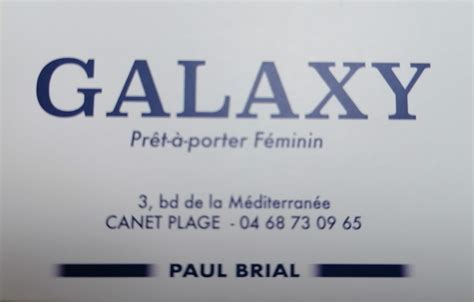 GALAXY
Prêt-à-porter Féminin
3, bd de la Méditerranée
CANET PLAGE - 04 68 73 09 65
PAUL BRIAL